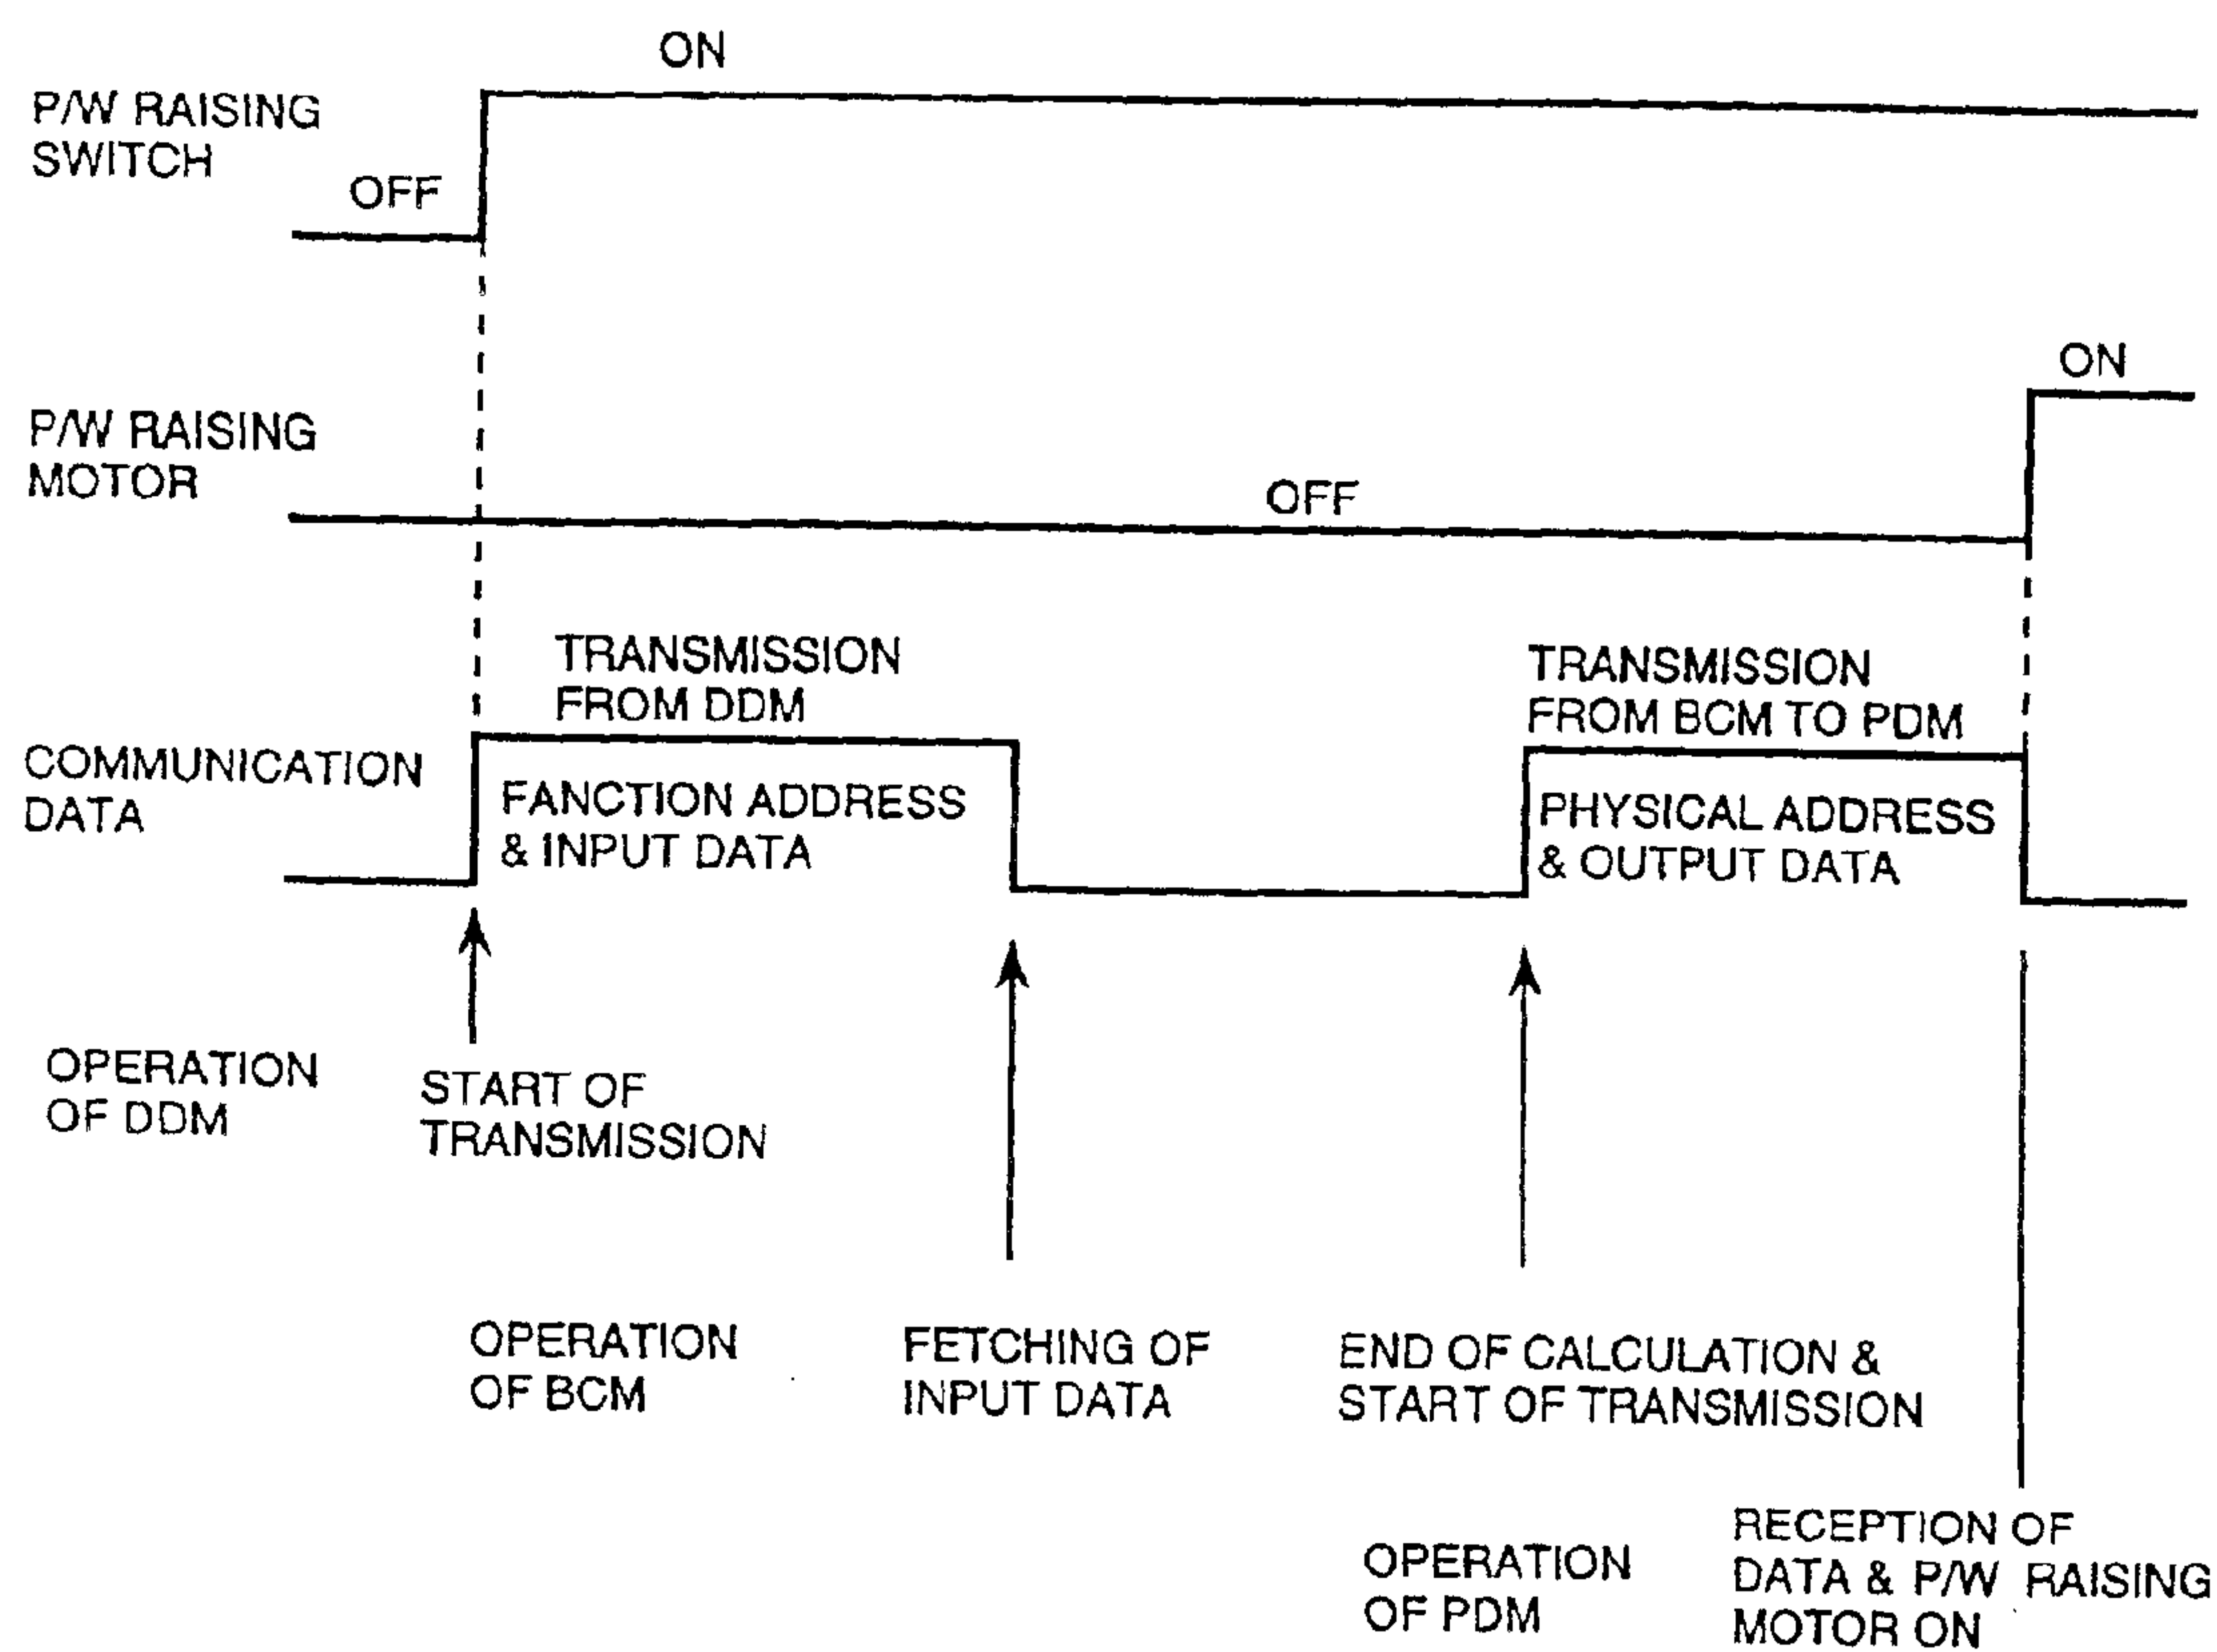 ON
P/W RAISING
SWITCH
OFF
ON
P/W RAISING
MOTOR
OFF
TRANSMISSION
FROM DDM
TRANSMISSION
FROM BCM TO PDM
COMMUNICATION
DATA
FANCTION ADDRESS
& INPUT DATA
PHYSICAL ADDRESS
& OUTPUT DATA
OPERATION
OF DDM
START OF
TRANSMISSION
OPERATION
OF BCM
FETCHING OF
INPUT DATA
END OF CALCULATION &
START OF TRANSMISSION
OPERATION
OF PDM
RECEPTION OF
DATA & P/W RAISING
MOTOR ON